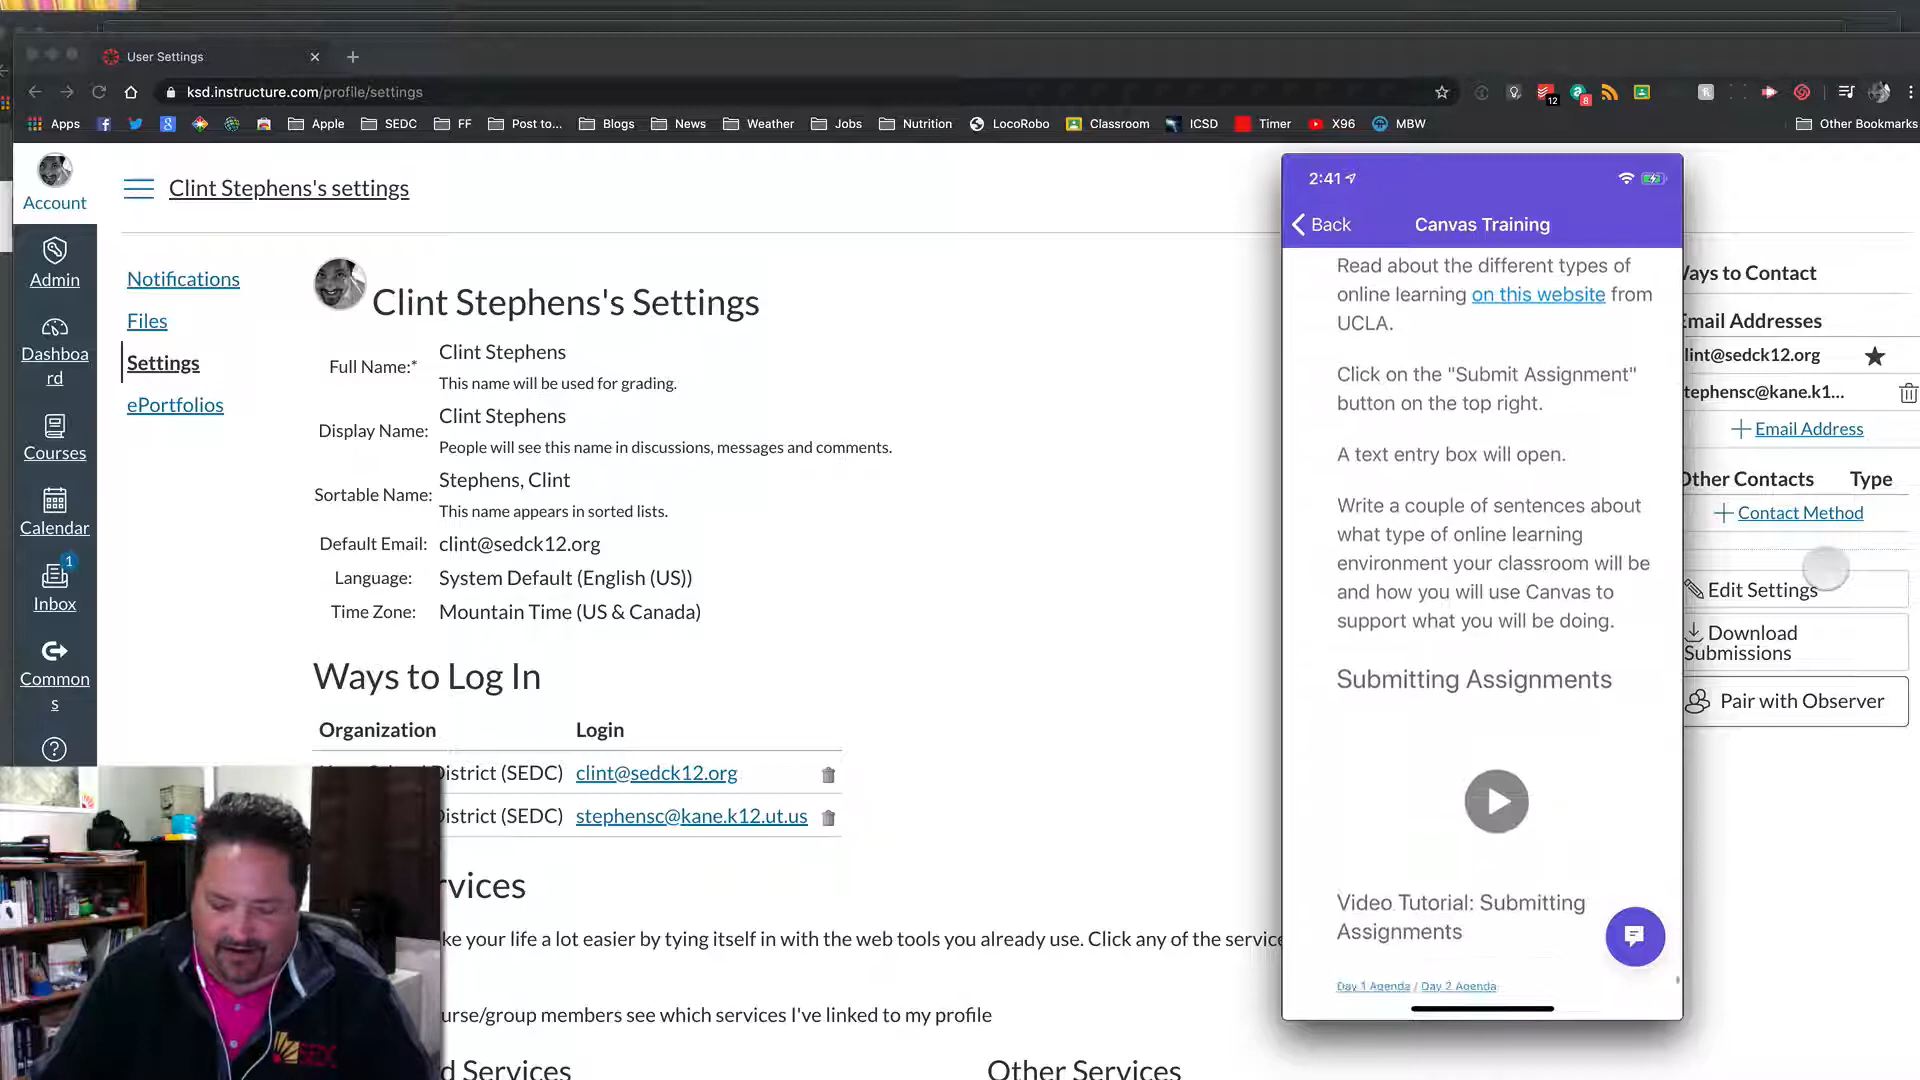 User Settings
ksd.instructure.com/profile/settings
12
8
Apps
Apple
SEDC
FF
Post to...
Blogs
News
Weather
Jobs
Nutrition
LocoRobo
Classroom
ICSD
Timer
X96
MBW
Other Bookmarks
Account
Admin
Dashboa
rd
Courses
Calendar
1
Inbox
Common
s
Clint Stephens's settings
Notifications
Files
Settings
ePortfolios
Clint Stephens's Settings
Full Name:* Clint Stephens
This name will be used for grading.
Display Name: Clint Stephens
People will see this name in discussions, messages and comments.
Sortable Name: Stephens, Clint
This name appears in sorted lists.
Default Email: clint@sedck12.org
Language: System Default (English (US))
Time Zone: Mountain Time (US & Canada)
Ways to Log In
Organization Login
District (SEDC) clint@sedck12.org
District (SEDC) stephensc@kane.k12.ut.us
rvices
ke your life a lot easier by tying itself in with the web tools you already use. Click any of the service
urse/group members see which services I've linked to my profile
d Services
Other Services
2:41
Back
Canvas Training
Read about the different types of
online learning on this website from
UCLA.
Click on the "Submit Assignment"
button on the top right.
A text entry box will open.
Write a couple of sentences about
what type of online learning
environment your classroom will be
and how you will use Canvas to
support what you will be doing.
Submitting Assignments
Video Tutorial: Submitting
Assignments
Day 1 Agenda / Day 2 Agenda
Ways to Contact
Email Addresses
lint@sedck12.org
tephensc@kane.k1...
Email Address
Other Contacts Type
Contact Method
Edit Settings
Download
Submissions
Pair with Observer
SEDC